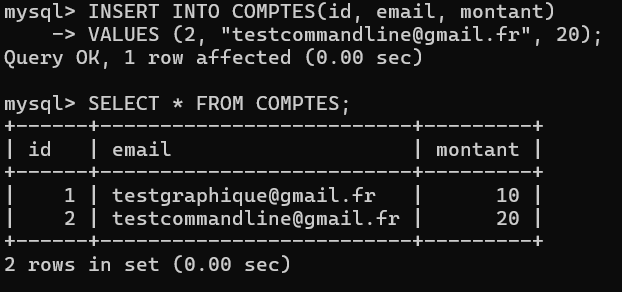 mysql> INSERT INTO COMPTES(id, email, montant)
    -> VALUES (2, "testcommandline@gmail.fr", 20);
Query OK, 1 row affected (0.00 sec)

mysql> SELECT * FROM COMPTES;
+------+--------------------------+---------+
| id   | email                    | montant |
+------+--------------------------+---------+
|    1 | testgraphique@gmail.fr   |      10 |
|    2 | testcommandline@gmail.fr |      20 |
+------+--------------------------+---------+
2 rows in set (0.00 sec)